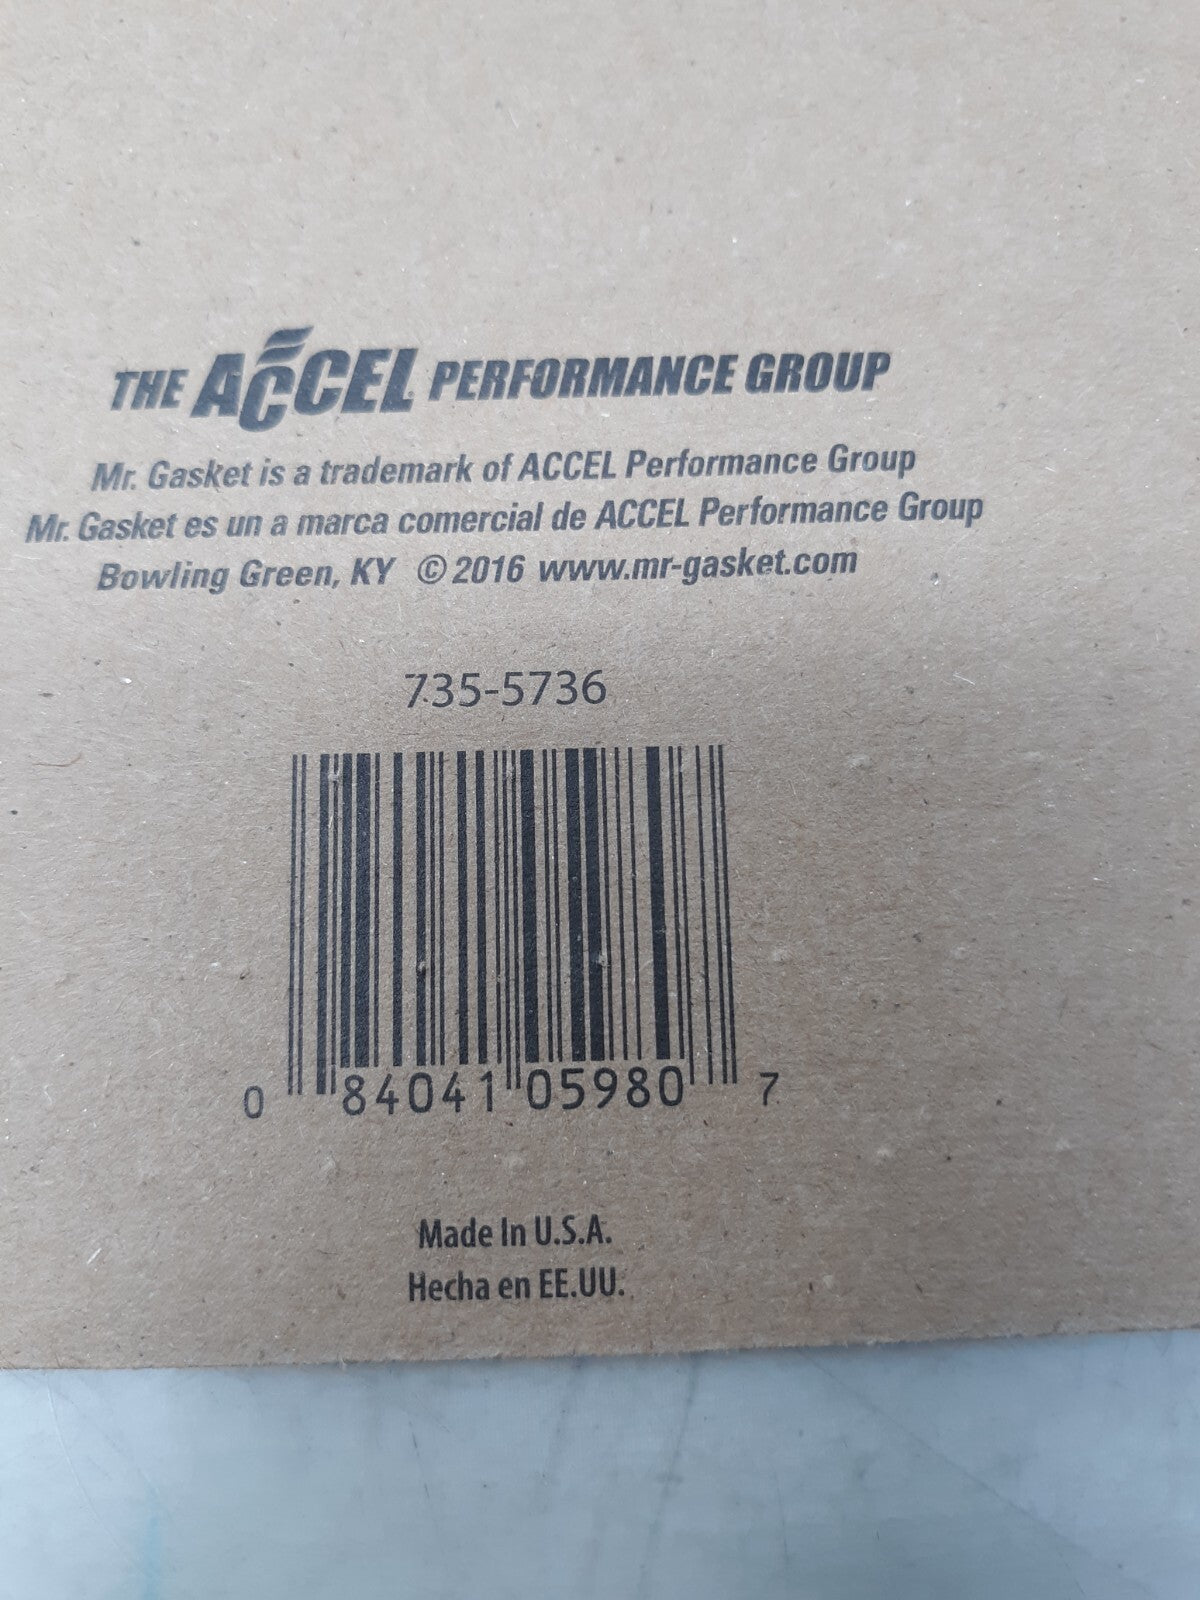 THE ACCEL PERFORMANCE GROUP
Mr. Gasket is a trademark of ACCEL Performance Group
Mr. Gasket es un a marca comercial de ACCEL Performance Group
Bowling Green, KY © 2016 www.mr-gasket.com
735-5736
0 84041 05980 7
Made In U.S.A.
Hecha en EE.UU.